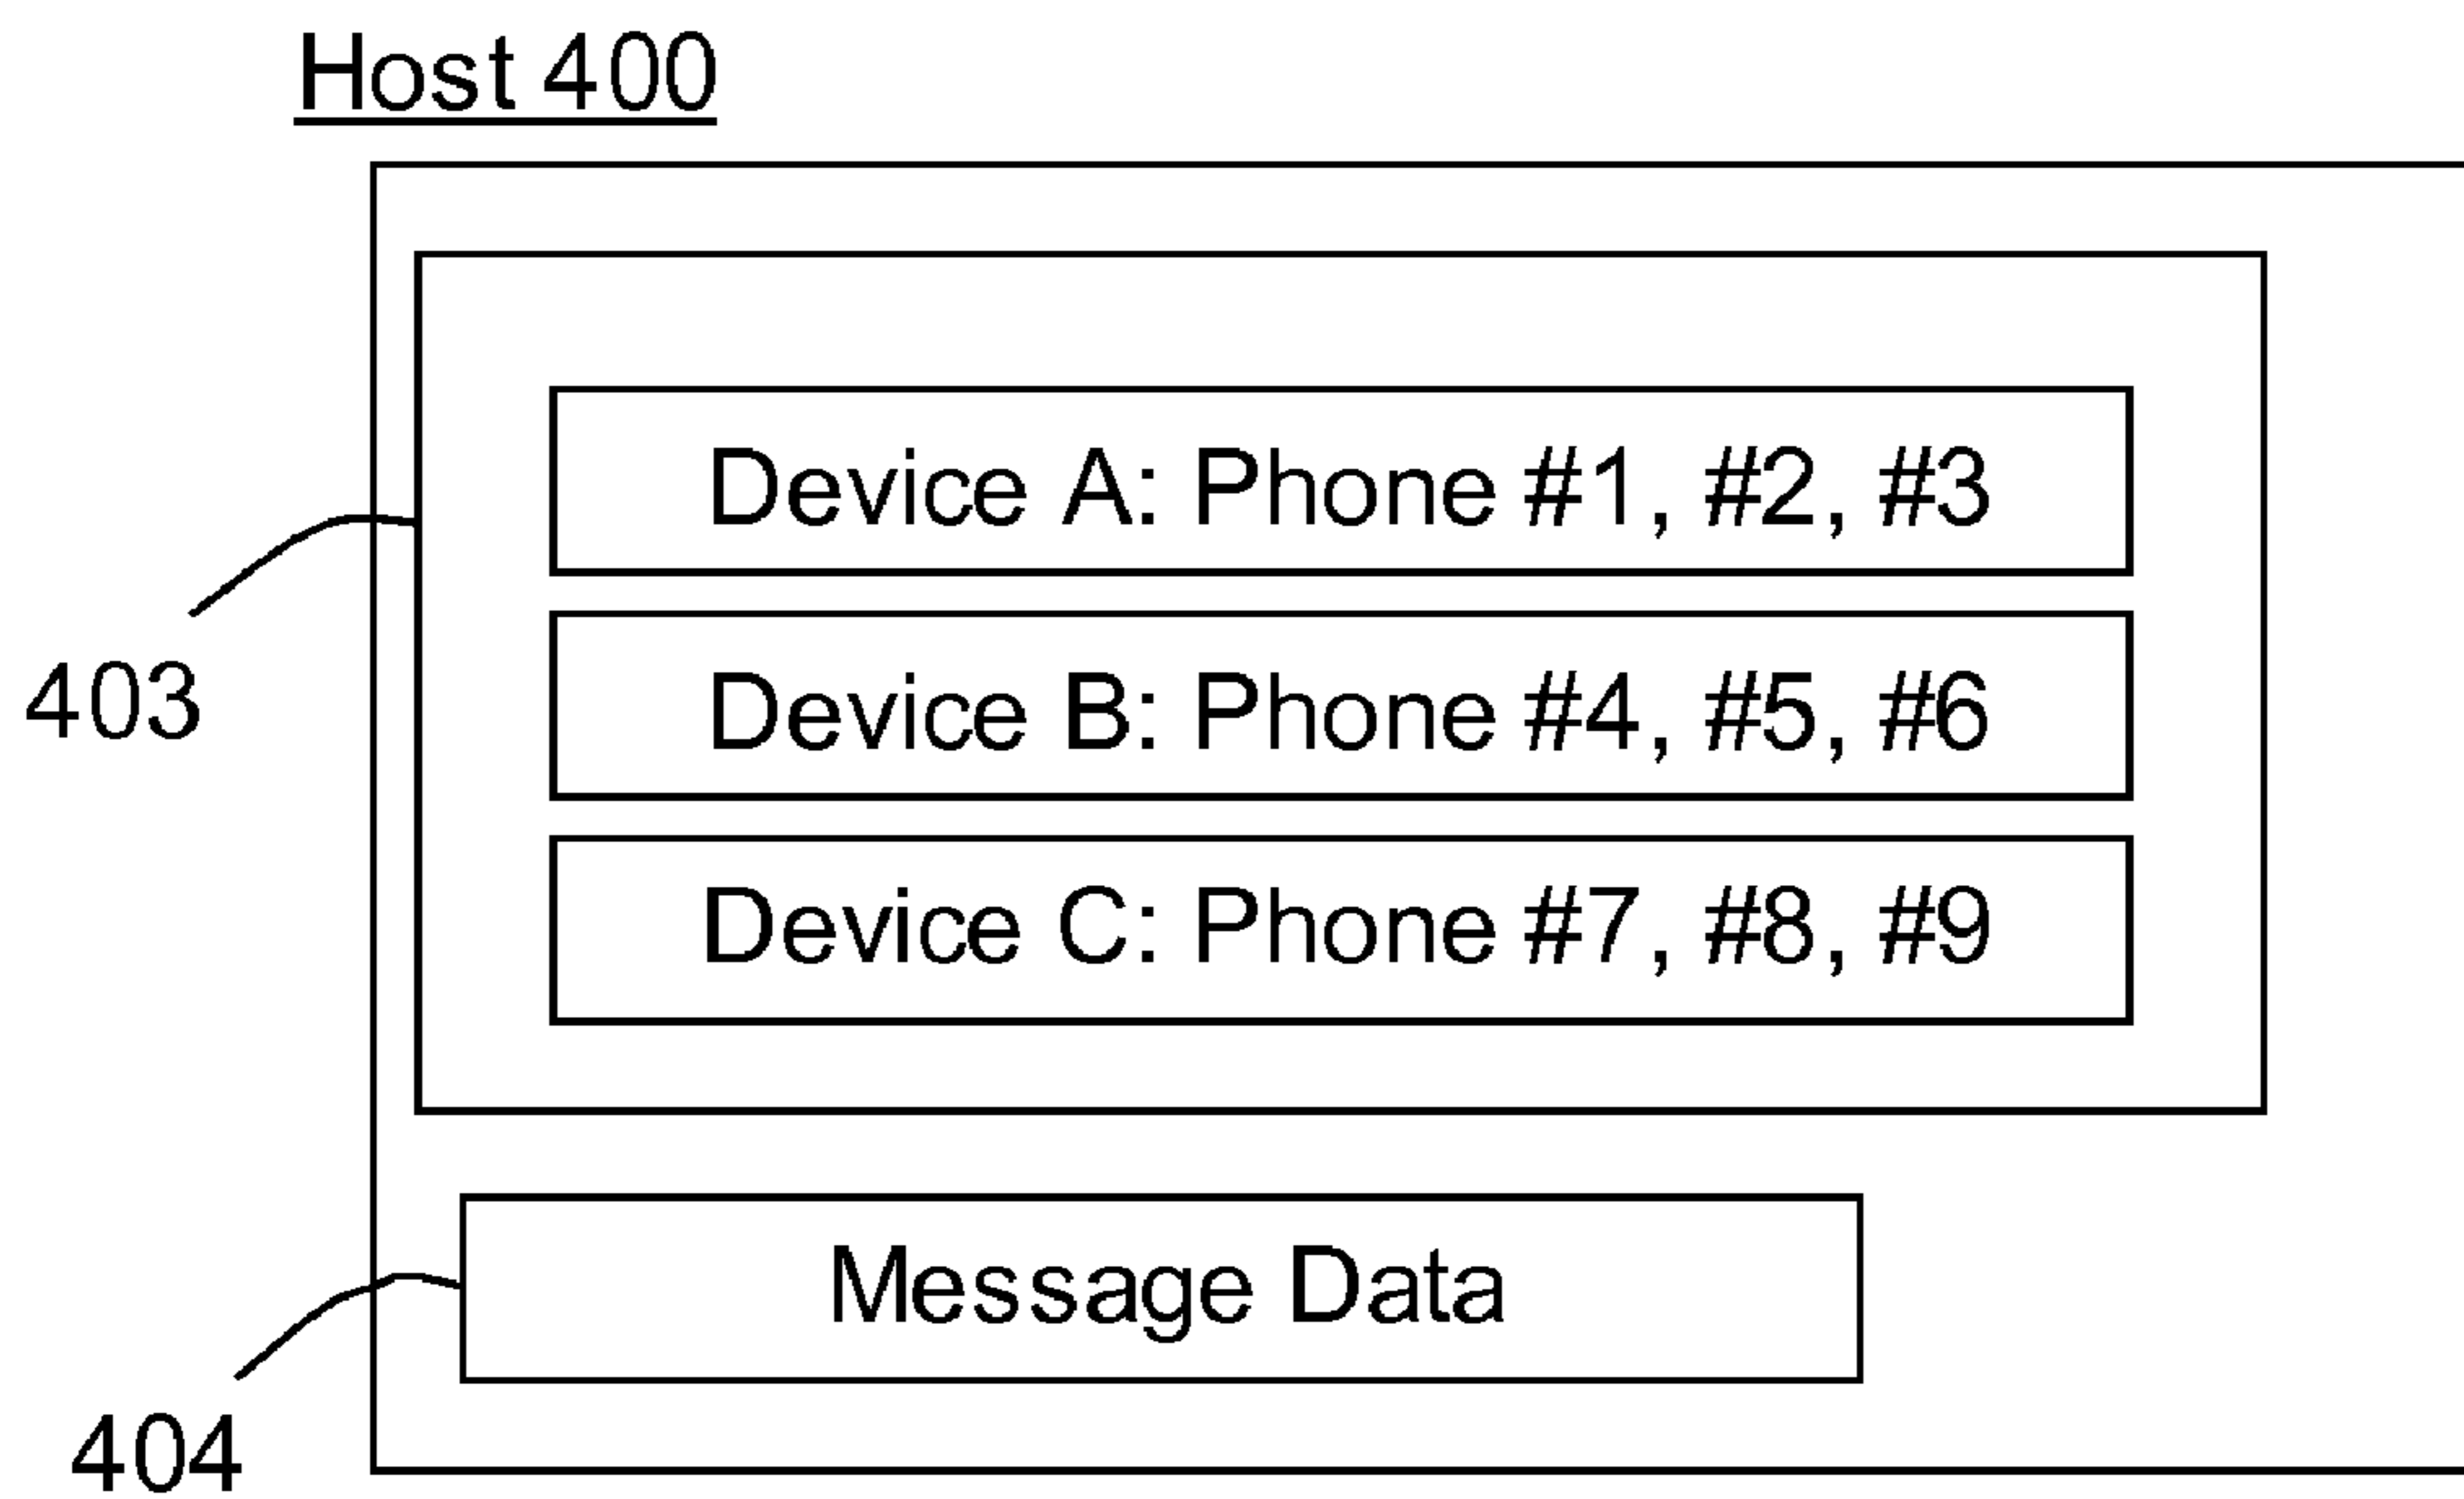 Host 400
Device A: Phone #1, #2, #3
403
Device B: Phone #4, #5, #6
Device C: Phone #7, #8, #9
Message Data
404